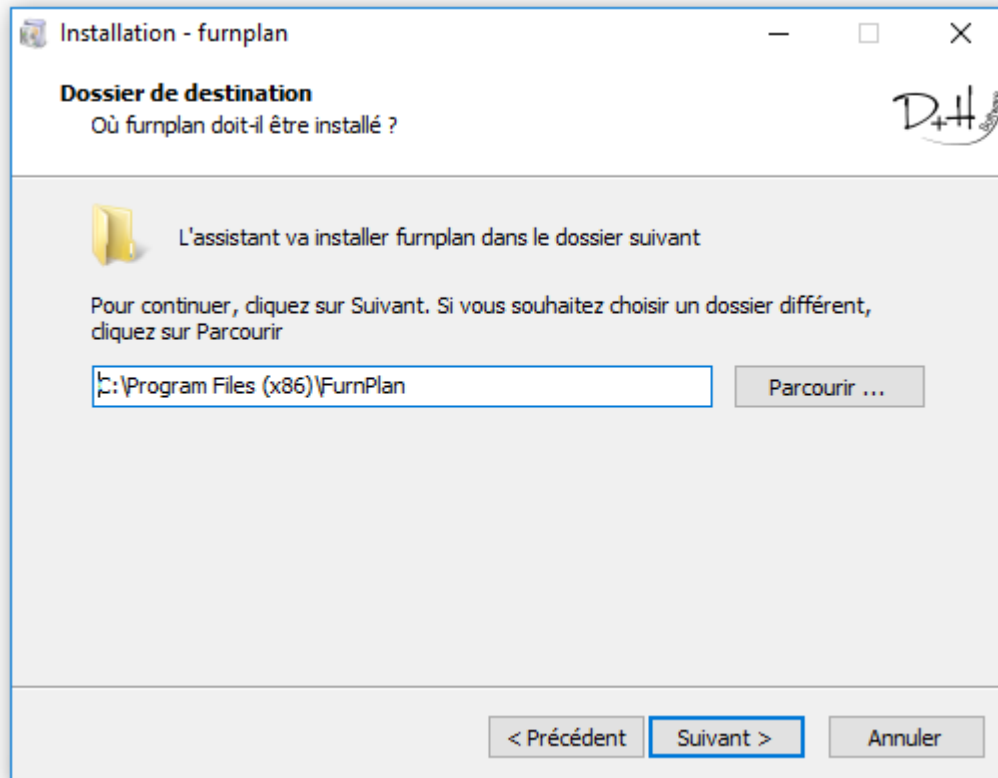 Installation - furnplan
Dossier de destination
Où furnplan doit-il être installé ?
D+H
L'assistant va installer furnplan dans le dossier suivant
Pour continuer, cliquez sur Suivant. Si vous souhaitez choisir un dossier différent,
cliquez sur Parcourir
C:\Program Files (x86)\FurnPlan
Parcourir ...
< Précédent
Suivant >
Annuler